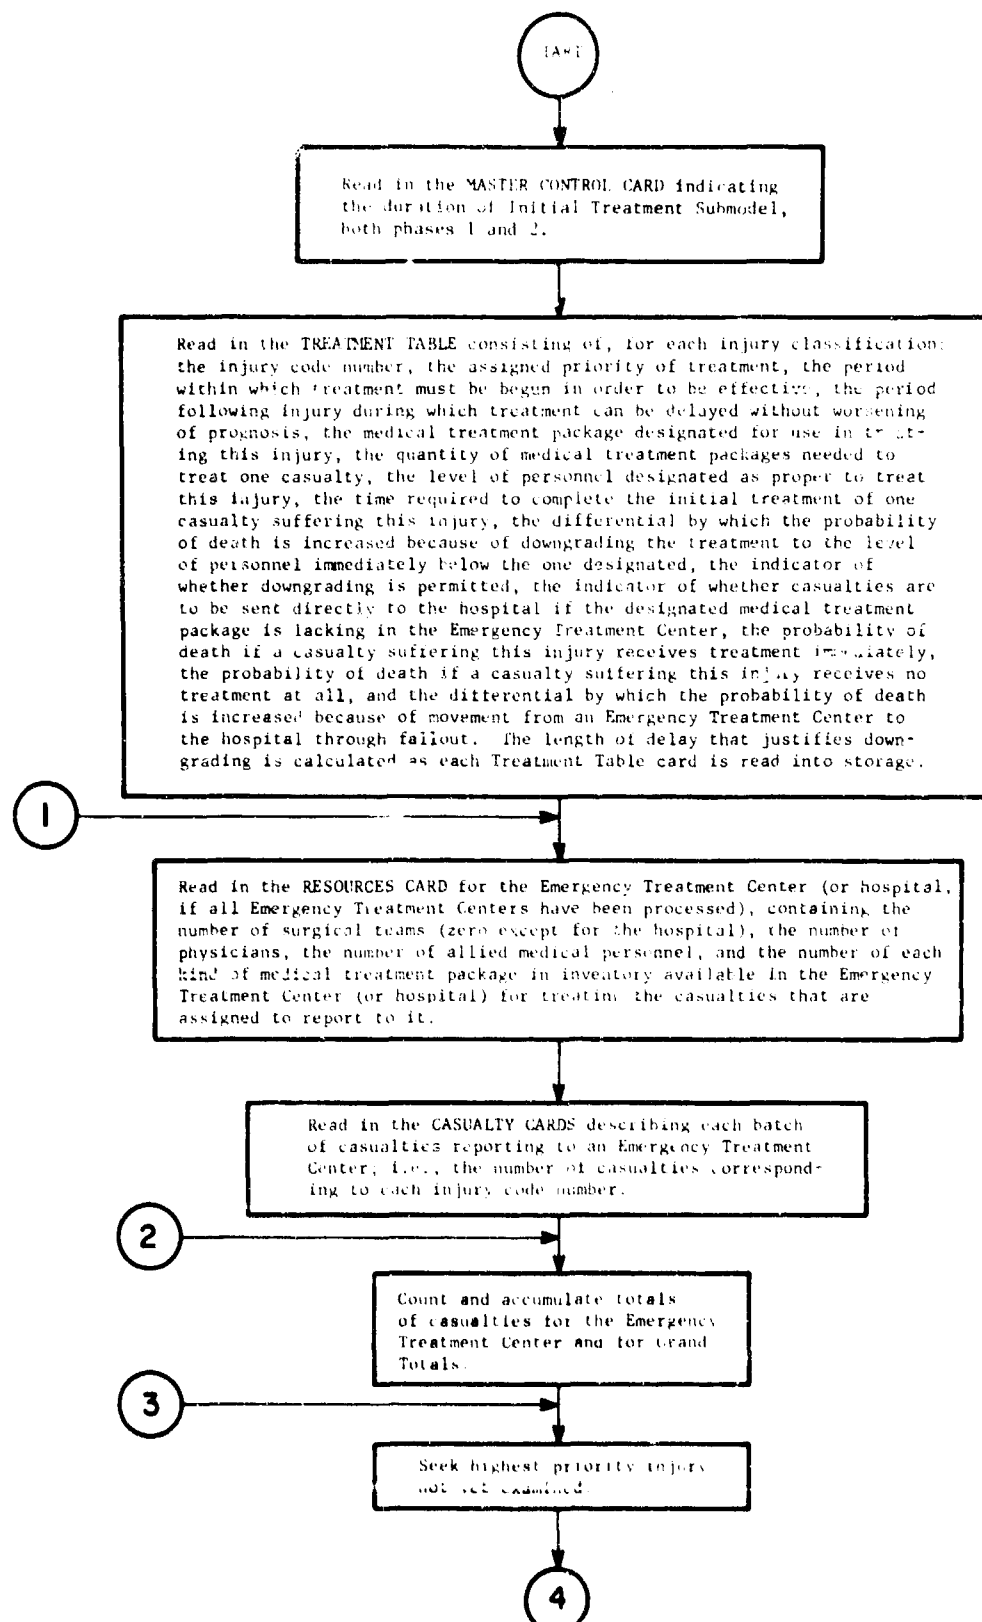 START
Read in the MASTER CONTROL CARD indicating
the duration of Initial Treatment Submodel,
both phases 1 and 2.
Read in the TREATMENT TABLE consisting of, for each injury classification:
the injury code number, the assigned priority of treatment, the period
within which treatment must be begun in order to be effective, the period
following injury during which treatment can be delayed without worsening
of prognosis, the medical treatment package designated for use in treat-
ing this injury, the quantity of medical treatment packages needed to
treat one casualty, the level of personnel designated as proper to treat
this injury, the time required to complete the initial treatment of one
casualty suffering this injury, the differential by which the probability
of death is increased because of downgrading the treatment to the level
of personnel immediately below the one designated, the indicator of
whether downgrading is permitted, the indicator of whether casualties are
to be sent directly to the hospital if the designated medical treatment
package is lacking in the Emergency Treatment Center, the probability of
death if a casualty suffering this injury receives treatment immediately,
the probability of death if a casualty suffering this injury receives no
treatment at all, and the differential by which the probability of death
is increased because of movement from an Emergency Treatment Center to
the hospital through fallout. The length of delay that justifies down-
grading is calculated as each Treatment Table card is read into storage.
1
Read in the RESOURCES CARD for the Emergency Treatment Center (or hospital,
if all Emergency Treatment Centers have been processed), containing the
number of surgical teams (zero except for the hospital), the number of
physicians, the number of allied medical personnel, and the number of each
kind of medical treatment package in inventory available in the Emergency
Treatment Center (or hospital) for treating the casualties that are
assigned to report to it.
Read in the CASUALTY CARDS describing each batch
of casualties reporting to an Emergency Treatment
Center; i.e., the number of casualties correspond-
ing to each injury code number.
2
Count and accumulate totals
of casualties for the Emergency
Treatment Center and for Grand
Totals.
3
Seek highest priority injury
not yet examined.
4